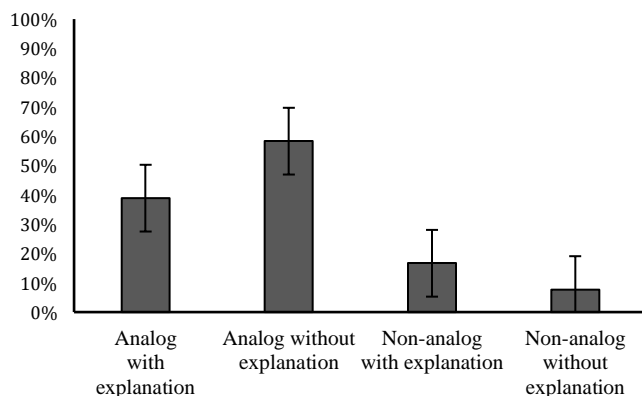 100%
90%
80%
70%
60%
50%
40%
30%
20%
10%
0%
Analog
with
explanation
Analog without
explanation
Non-analog
with explanation
Non-analog
without
explanation